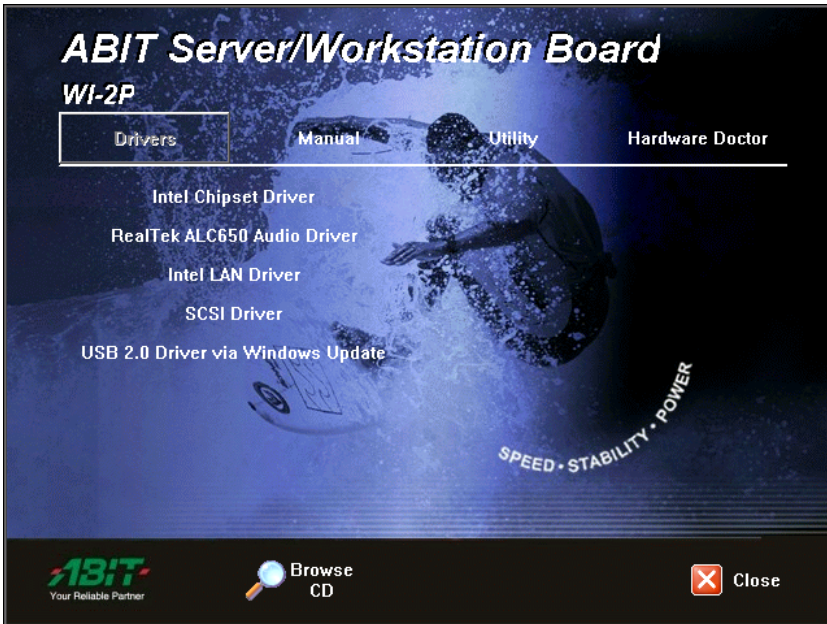 ABIT Server/Workstation Board
WI-2P
Drivers Manual Utility Hardware Doctor
Intel Chipset Driver
RealTek ALC650 Audio Driver
Intel LAN Driver
SCSI Driver
USB 2.0 Driver via Windows Update
SPEED · STABILITY · POWER
ABIT
Your Reliable Partner
Browse
CD
Close